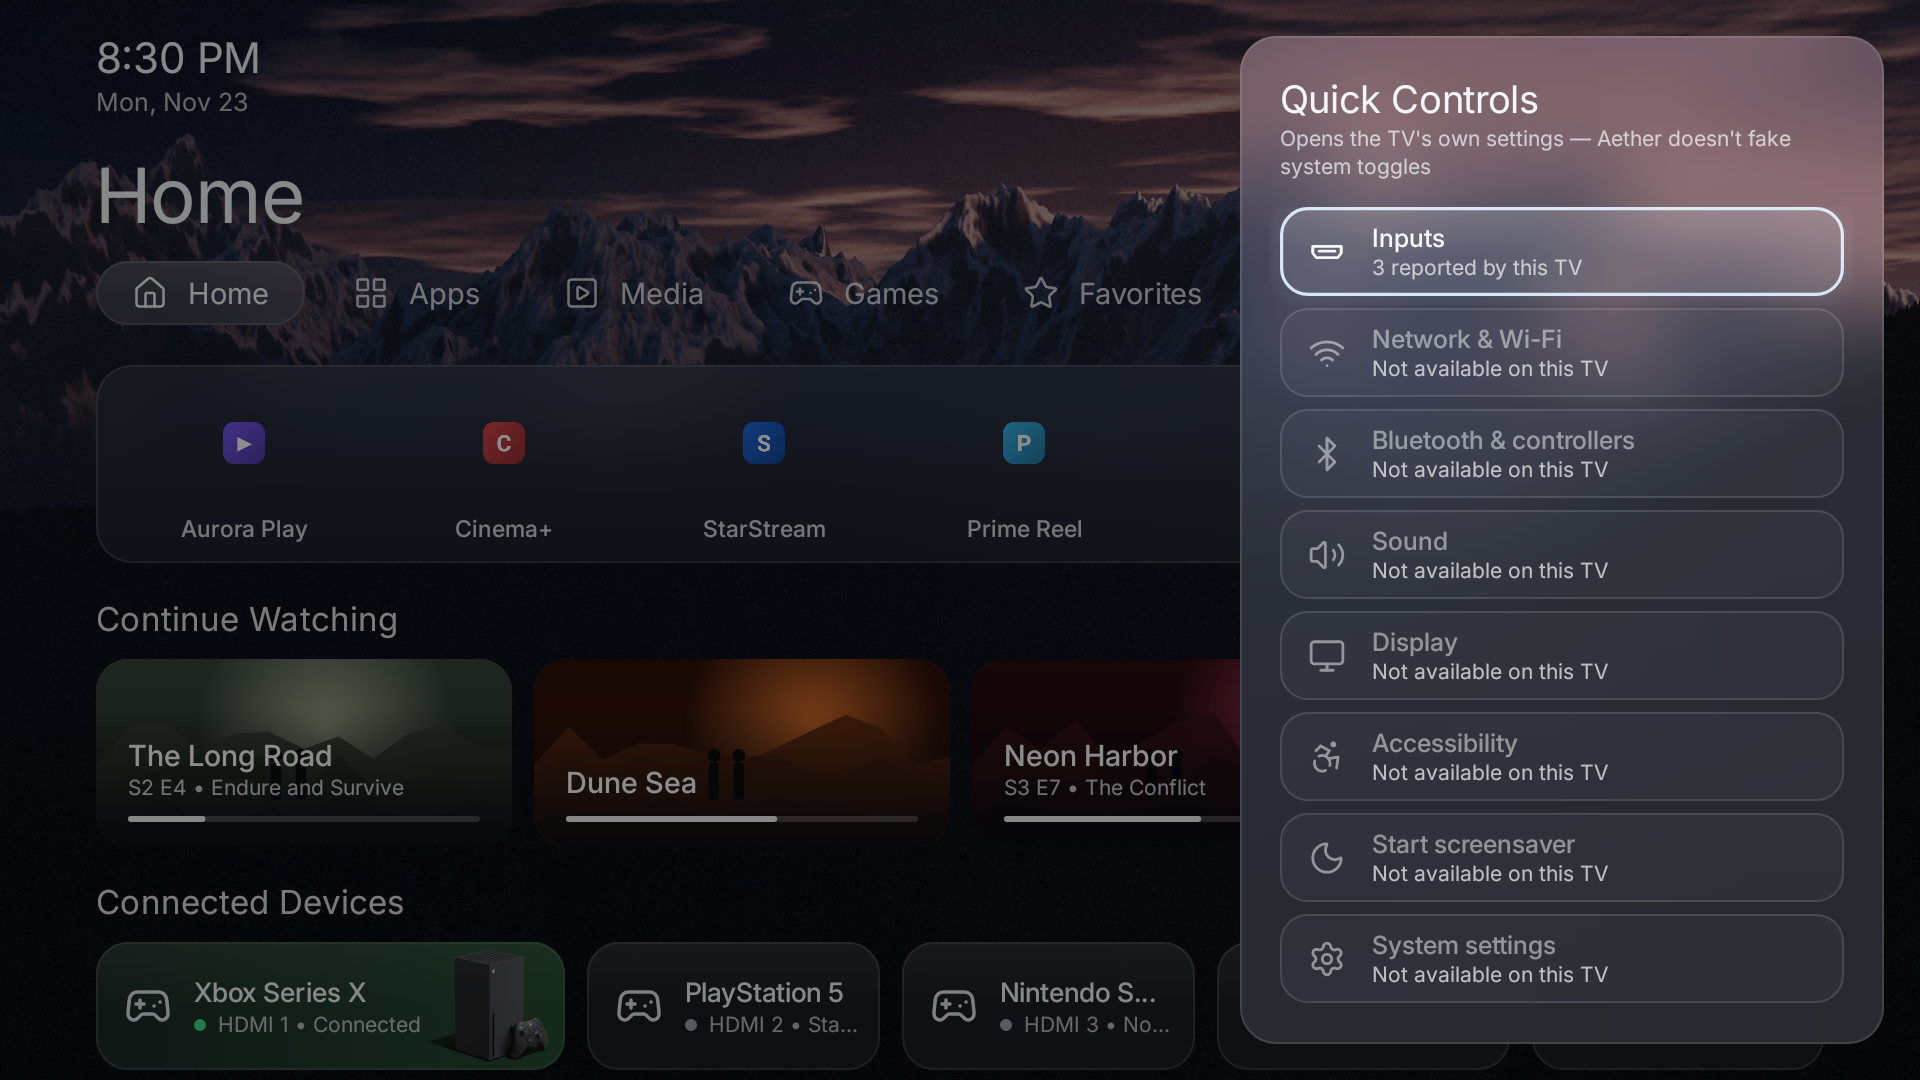 8:30 PM
Mon, Nov 23
Home
Home
Apps
Media
Games
Favorites
Aurora Play
C
Cinema+
S
StarStream
P
Prime Reel
Continue Watching
The Long Road
S2 E4 • Endure and Survive
Dune Sea
Neon Harbor
S3 E7 • The Conflict
Connected Devices
Xbox Series X
HDMI 1 • Connected
PlayStation 5
HDMI 2 • Sta...
Nintendo S...
HDMI 3 • No...
Quick Controls
Opens the TV's own settings — Aether doesn't fake
system toggles
Inputs
3 reported by this TV
Network & Wi-Fi
Not available on this TV
Bluetooth & controllers
Not available on this TV
Sound
Not available on this TV
Display
Not available on this TV
Accessibility
Not available on this TV
Start screensaver
Not available on this TV
System settings
Not available on this TV